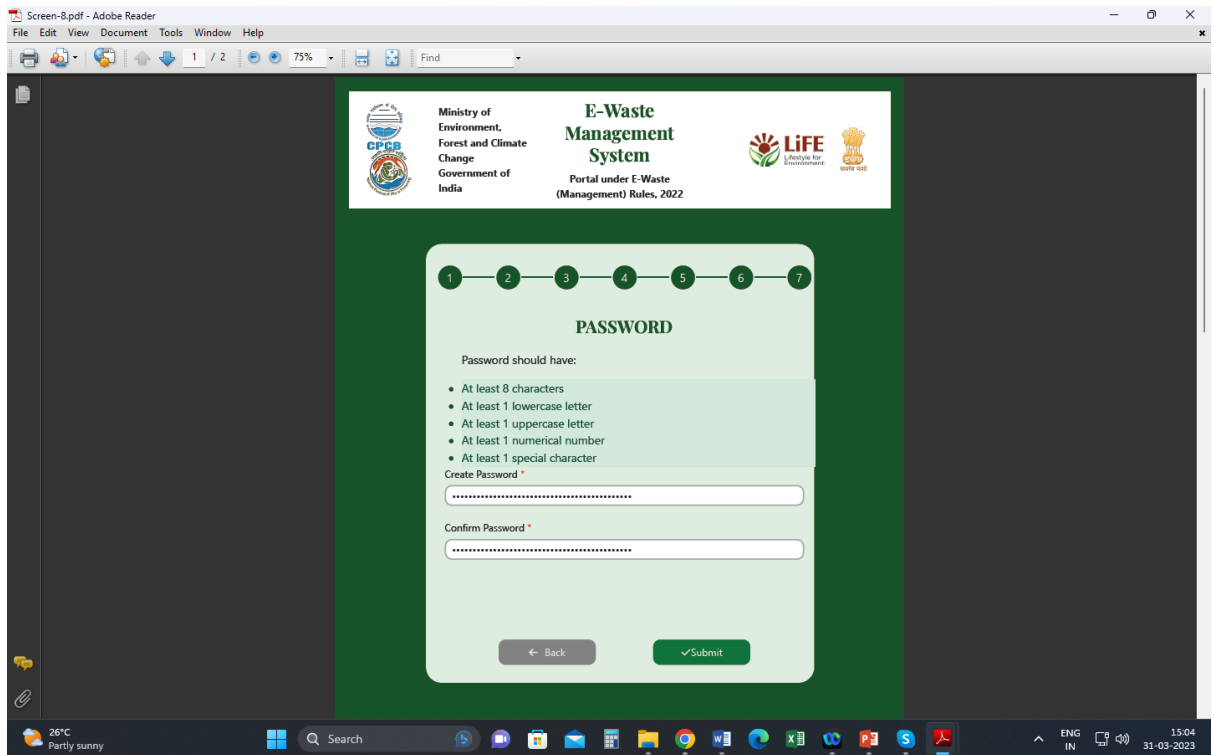 Screen-8.pdf - Adobe Reader
File Edit View Document Tools Window Help
1 / 2 75% Find
Ministry of
Environment,
Forest and Climate
Change
Government of
India
E-Waste
Management
System
Portal under E-Waste
(Management) Rules, 2022
CPCB
LiFE
Lifestyle for
Environment
सत्यमेव जयते
1 2 3 4 5 6 7
PASSWORD
Password should have:
At least 8 characters
At least 1 lowercase letter
At least 1 uppercase letter
At least 1 numerical number
At least 1 special character
Create Password *
Confirm Password *
← Back
✓Submit
26°C
Partly sunny
Search
ENG
IN
15:04
31-03-2023